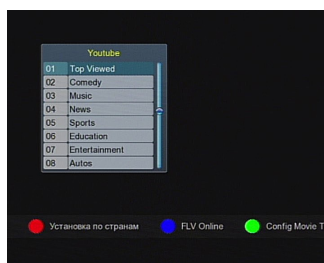 Youtube
01 Top Viewed
02 Comedy
03 Music
04 News
05 Sports
06 Education
07 Entertainment
08 Autos
Установка по странам FLV Online Config Movie T